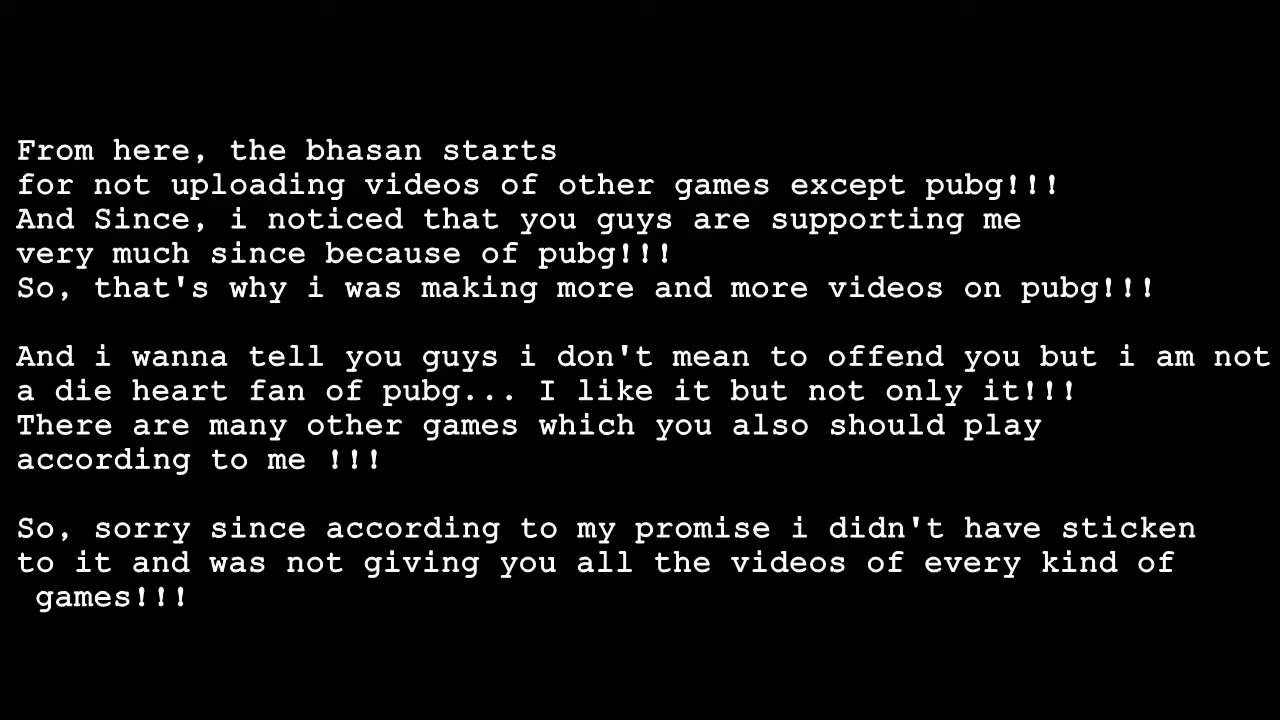 From here, the bhasan starts
for not uploading videos of other games except pubg!!!
And Since, i noticed that you guys are supporting me
very much since because of pubg!!!
So, that's why i was making more and more videos on pubg!!!
And i wanna tell you guys i don't mean to offend you but i am not
a die heart fan of pubg... I like it but not only it!!!
There are many other games which you also should play
according to me !!!
So, sorry since according to my promise i didn't have sticken
to it and was not giving you all the videos of every kind of
games!!!